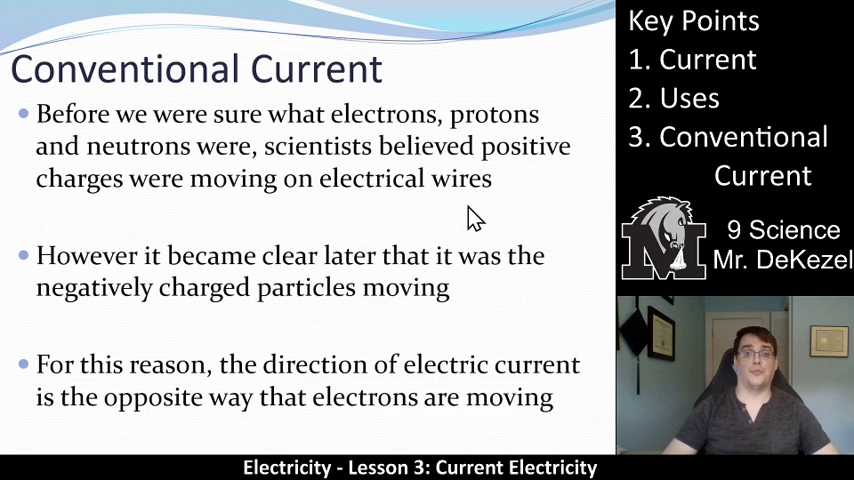 Conventional Current
Before we were sure what electrons, protons
and neutrons were, scientists believed positive
charges were moving on electrical wires
However it became clear later that it was the
negatively charged particles moving
For this reason, the direction of electric current
is the opposite way that electrons are moving
Key Points
1. Current
2. Uses
3. Conventional
Current
M
9 Science
Mr. DeKezel
Electricity - Lesson 3: Current Electricity